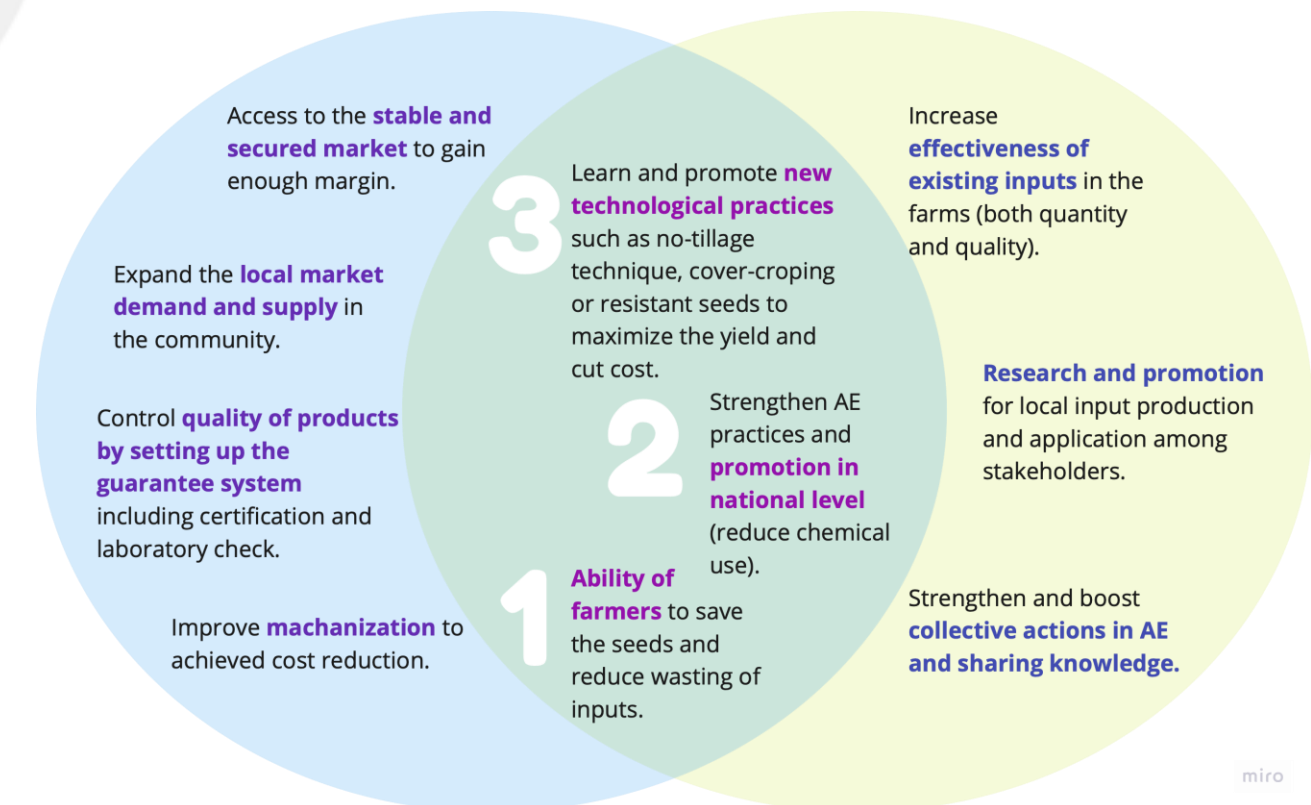 Access to the stable and
secured market to gain
enough margin.
Expand the local market
demand and supply in
the community.
Control quality of products
by setting up the
guarantee system
including certification and
laboratory check.
Improve machanization to
achieved cost reduction.
3
Learn and promote new
technological practices
such as no-tillage
technique, cover-croping
or resistant seeds to
maximize the yield and
cut cost.
2
Strengthen AE
practices and
promotion in
national level
(reduce chemical
use).
1
Ability of
farmers to save
the seeds and
reduce wasting of
inputs.
Increase
effectiveness of
existing inputs in the
farms (both quantity
and quality).
Research and promotion
for local input production
and application among
stakeholders.
Strengthen and boost
collective actions in AE
and sharing knowledge.
miro